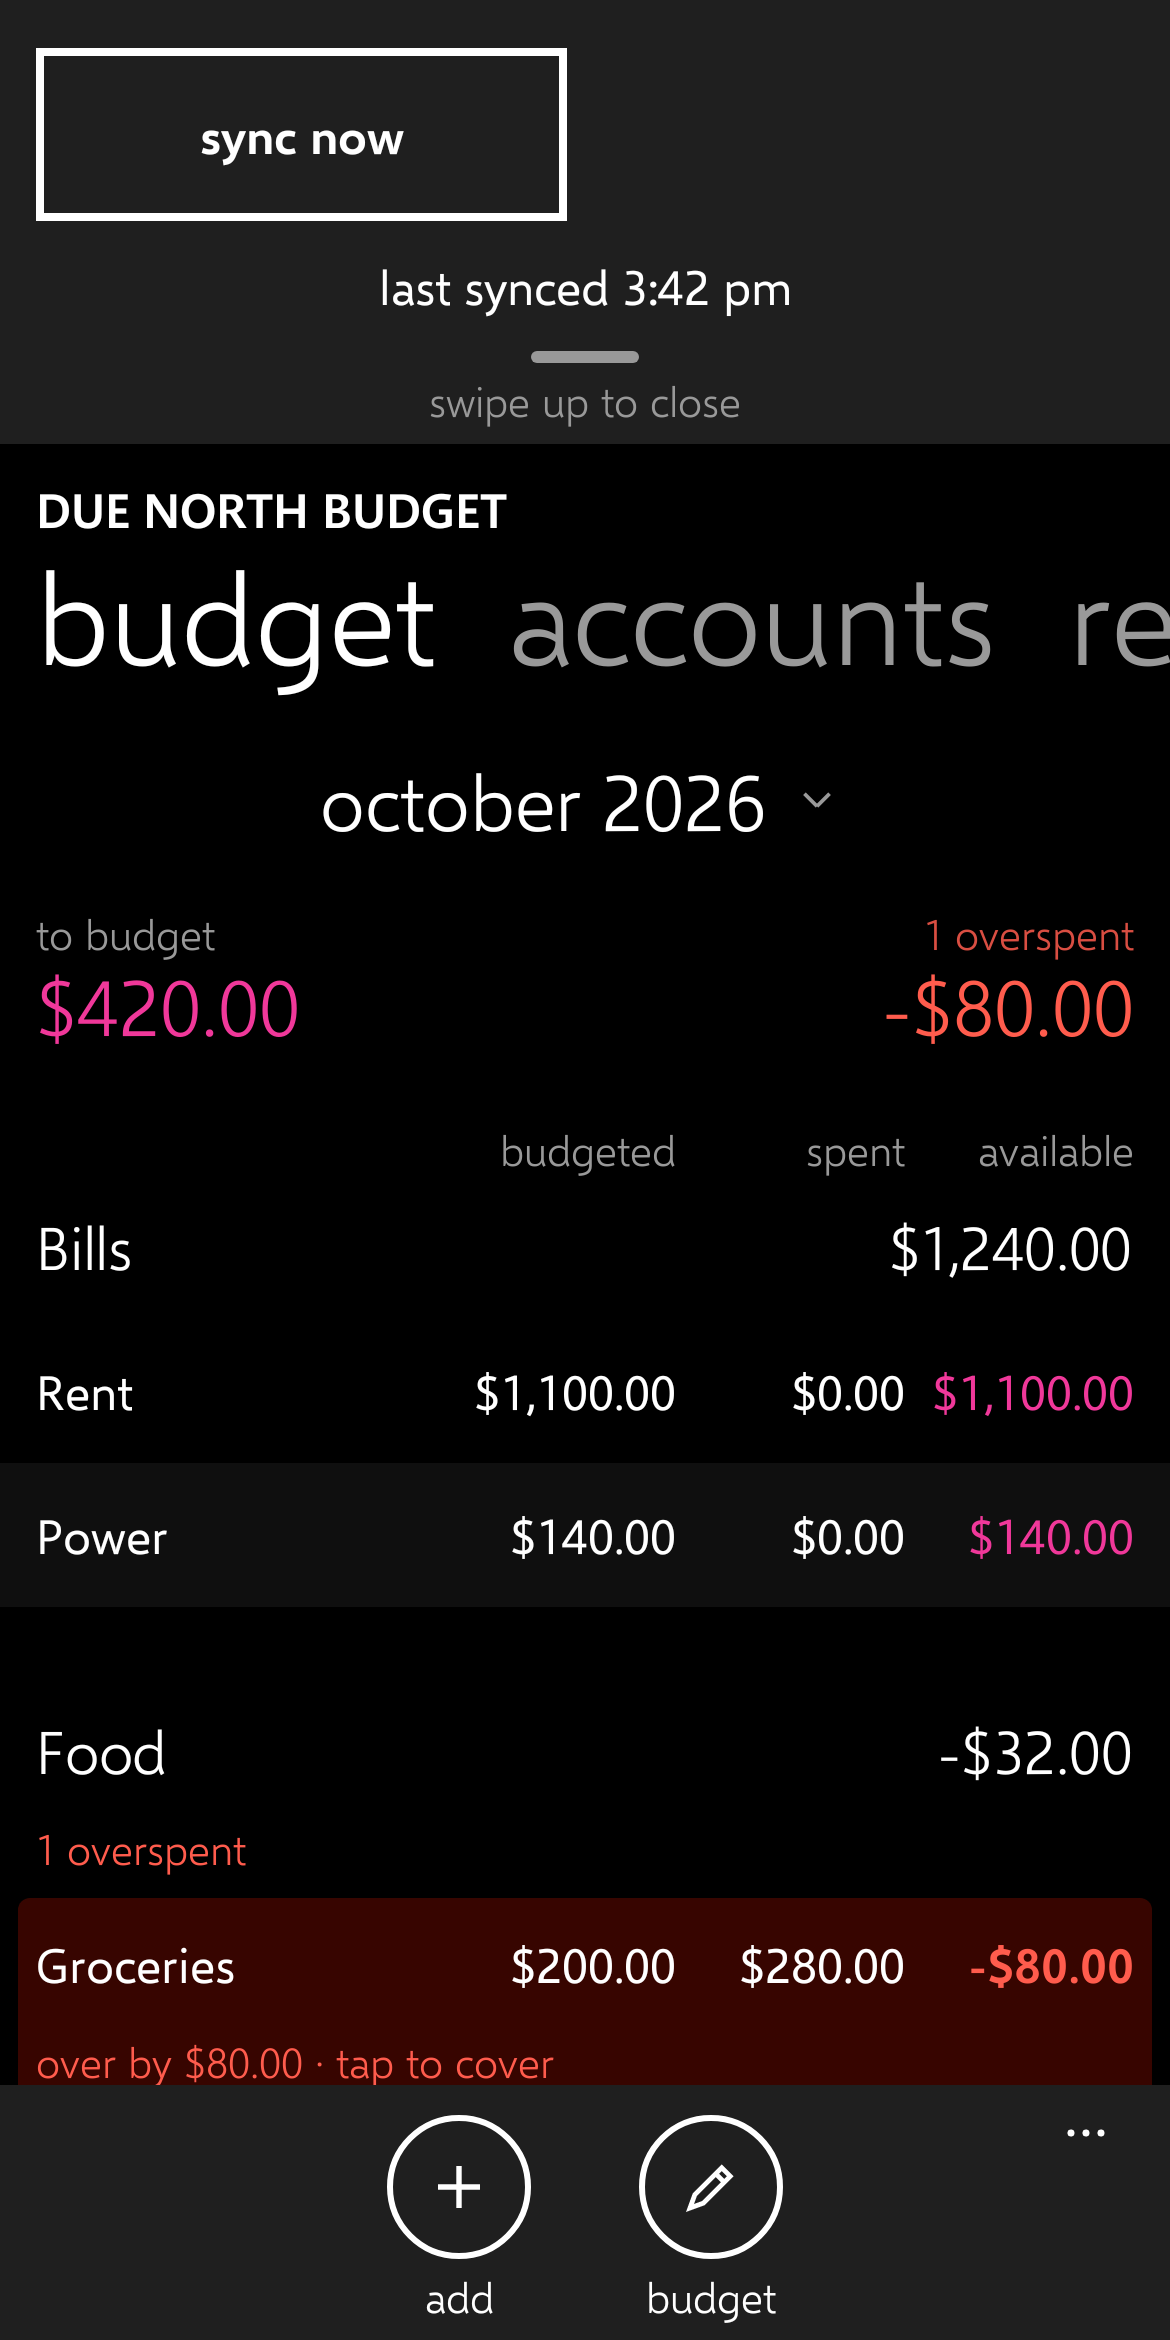 sync now
last synced 3:42 pm
swipe up to close
DUE NORTH BUDGET
budget accounts re
october 2026
to budget 1 overspent
$420.00 -$80.00
budgeted spent available
Bills $1,240.00
Rent $1,100.00 $0.00 $1,100.00
Power $140.00 $0.00 $140.00
Food -$32.00
1 overspent
Groceries $200.00 $280.00 -$80.00
over by $80.00 · tap to cover
add budget